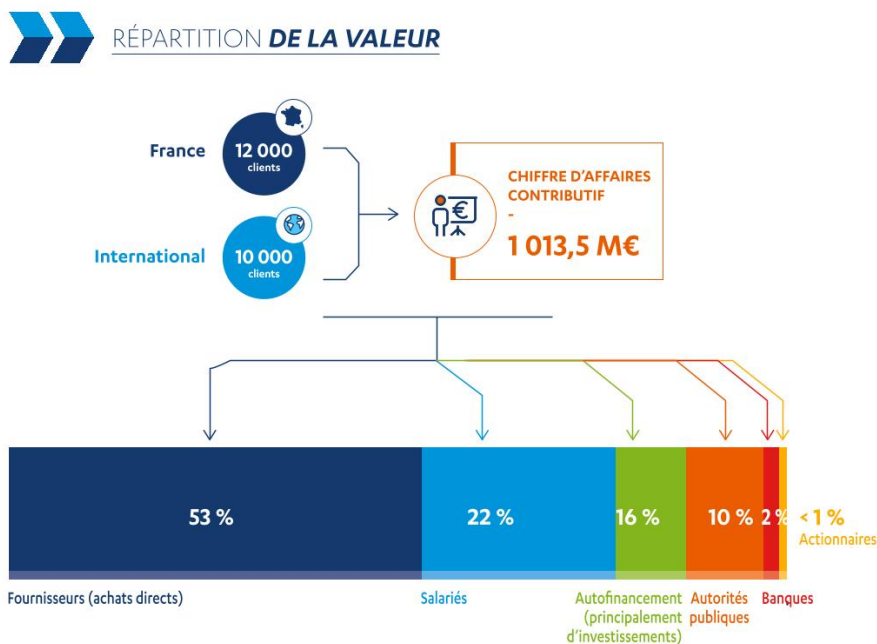 RÉPARTITION DE LA VALEUR
France
12 000
clients
International
10 000
clients
CHIFFRE D'AFFAIRES
CONTRIBUTIF
-
1 013,5 M€
€
53 %
22 %
16 %
10 %
2 %
< 1 %
Actionnaires
Fournisseurs (achats directs)
Salariés
Autofinancement
(principalement
d'investissements)
Autorités
publiques
Banques